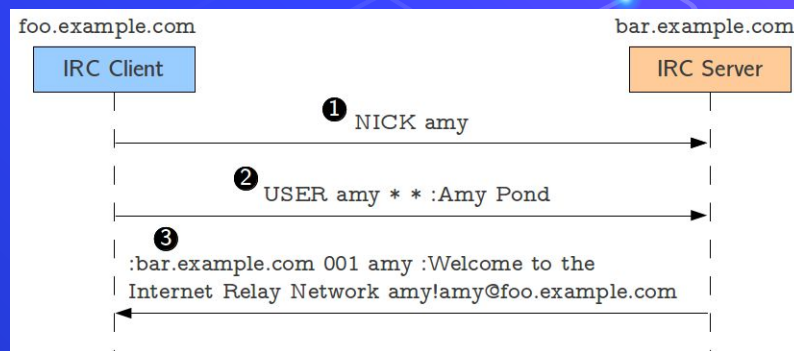 foo.example.com
bar.example.com
IRC Client
IRC Server
1 NICK amy
2 USER amy * * :Amy Pond
3
:bar.example.com 001 amy :Welcome to the
Internet Relay Network amy!amy@foo.example.com